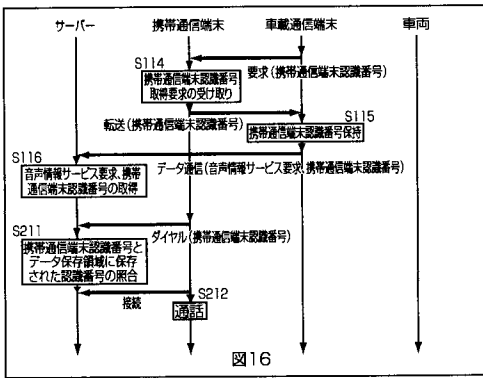 サーバー 携帯通信端末 車載通信端末 車両
要求(携帯通信端末認識番号)
S114
携帯通信端末認識番号
取得要求の受け取り
転送(携帯通信端末認識番号)
S115
携帯通信端末認識番号保持
データ通信(音声情報サービス要求、携帯通信端末認識番号)
S116
音声情報サービス要求、携帯
通信端末認識番号の取得
ダイヤル(携帯通信端末認識番号)
S211
携帯通信端末認識番号と
データ保存領域に保存
された認識番号の照合
接続
S212
通話
図16